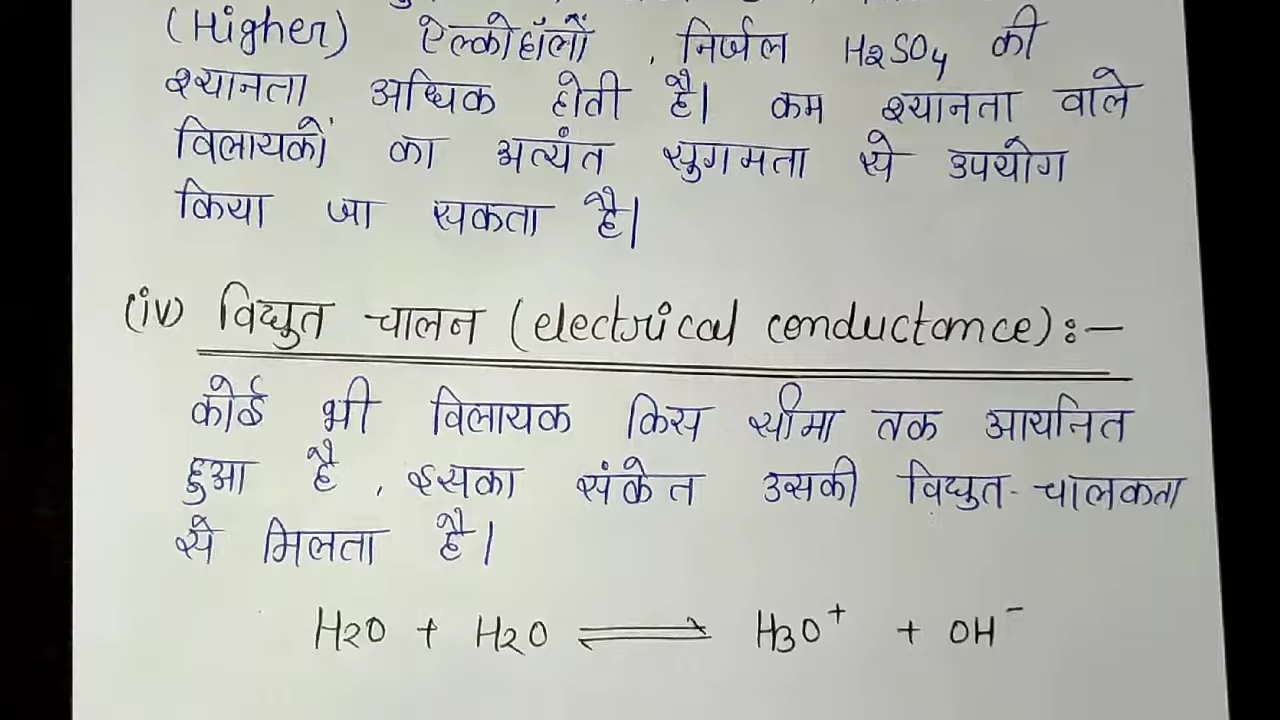 (Higher) ऐल्कोहॉलों , निर्जल H2SO4 की
श्यानता अधिक होती है। कम श्यानता वाले
विलायकों का अत्यंत सुगमता से उपयोग
किया जा सकता है।
(iv) विद्युत चालन (electrical conductance) :–
कोई भी विलायक किस सीमा तक आयनित
हुआ है , इसका संकेत उसकी विद्युत-चालकता
से मिलता है।
H2O + H2O ⇌ H3O⁺ + OH⁻